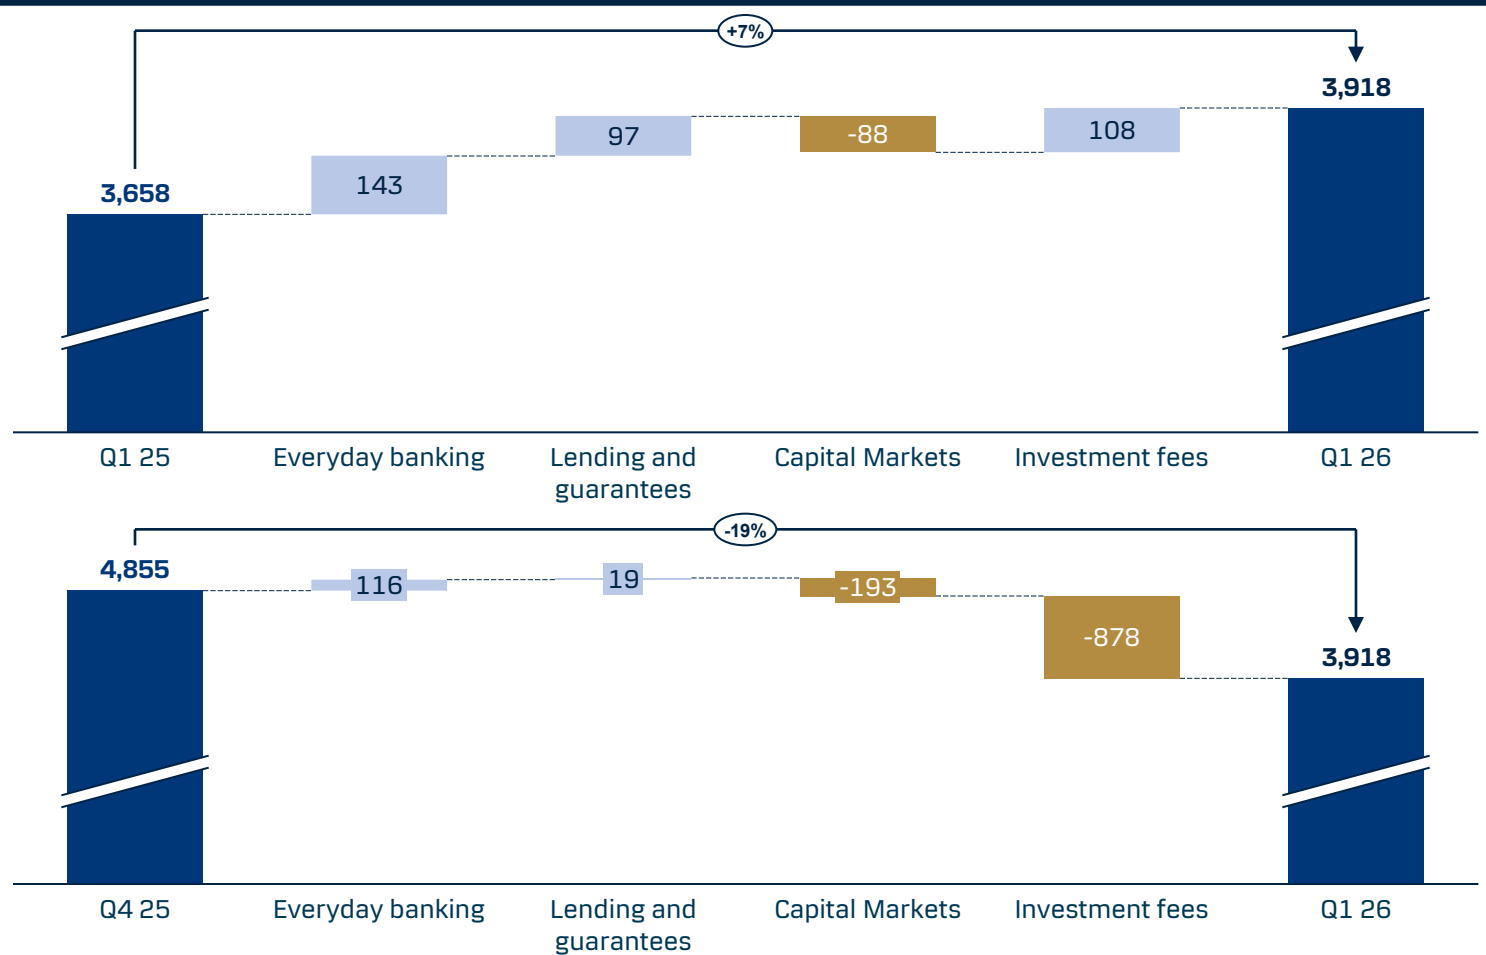 +7%
3,918
97
-88
108
143
3,658
Q1 25
Everyday banking
Lending and
guarantees
Capital Markets
Investment fees
Q1 26
-19%
4,855
116
19
-193
-878
3,918
Q4 25
Everyday banking
Lending and
guarantees
Capital Markets
Investment fees
Q1 26